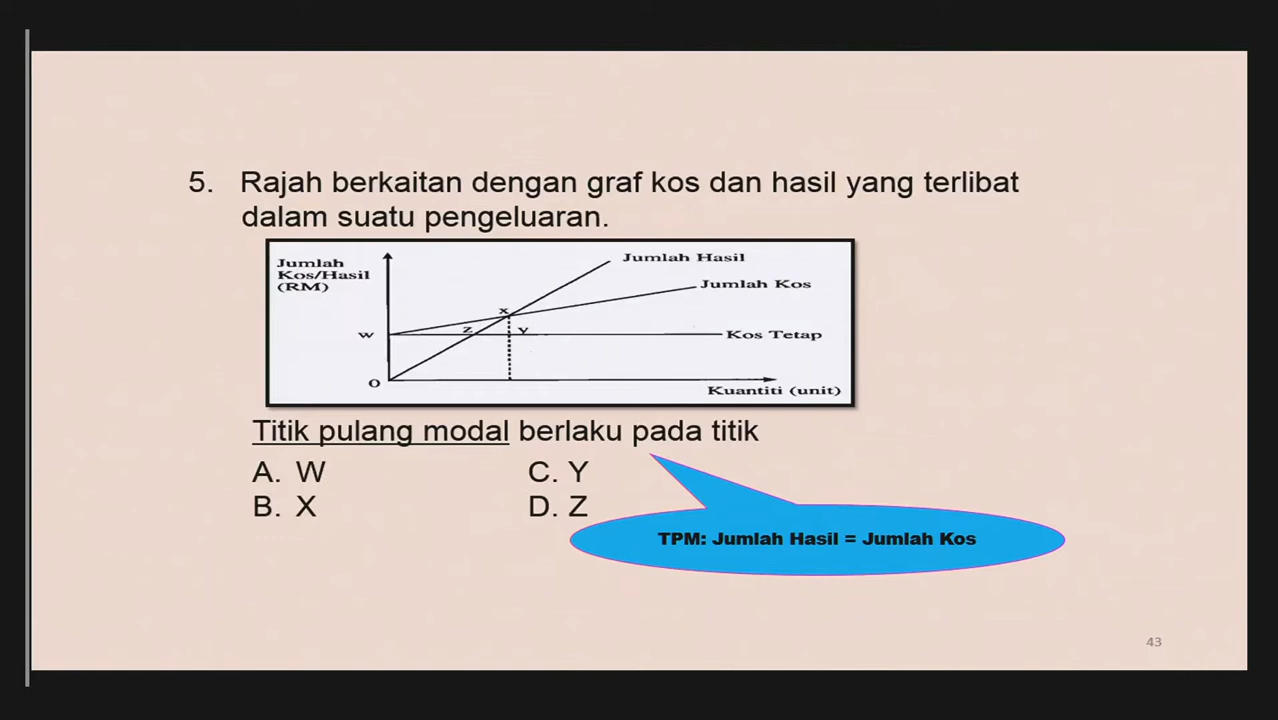 5. Rajah berkaitan dengan graf kos dan hasil yang terlibat
dalam suatu pengeluaran.
Jumlah
Kos/Hasil
(RM)
Jumlah Hasil
Jumlah Kos
X
W
Z
Y
Kos Tetap
O
Kuantiti (unit)
Titik pulang modal berlaku pada titik
A. W
C. Y
B. X
D. Z
TPM: Jumlah Hasil = Jumlah Kos
43